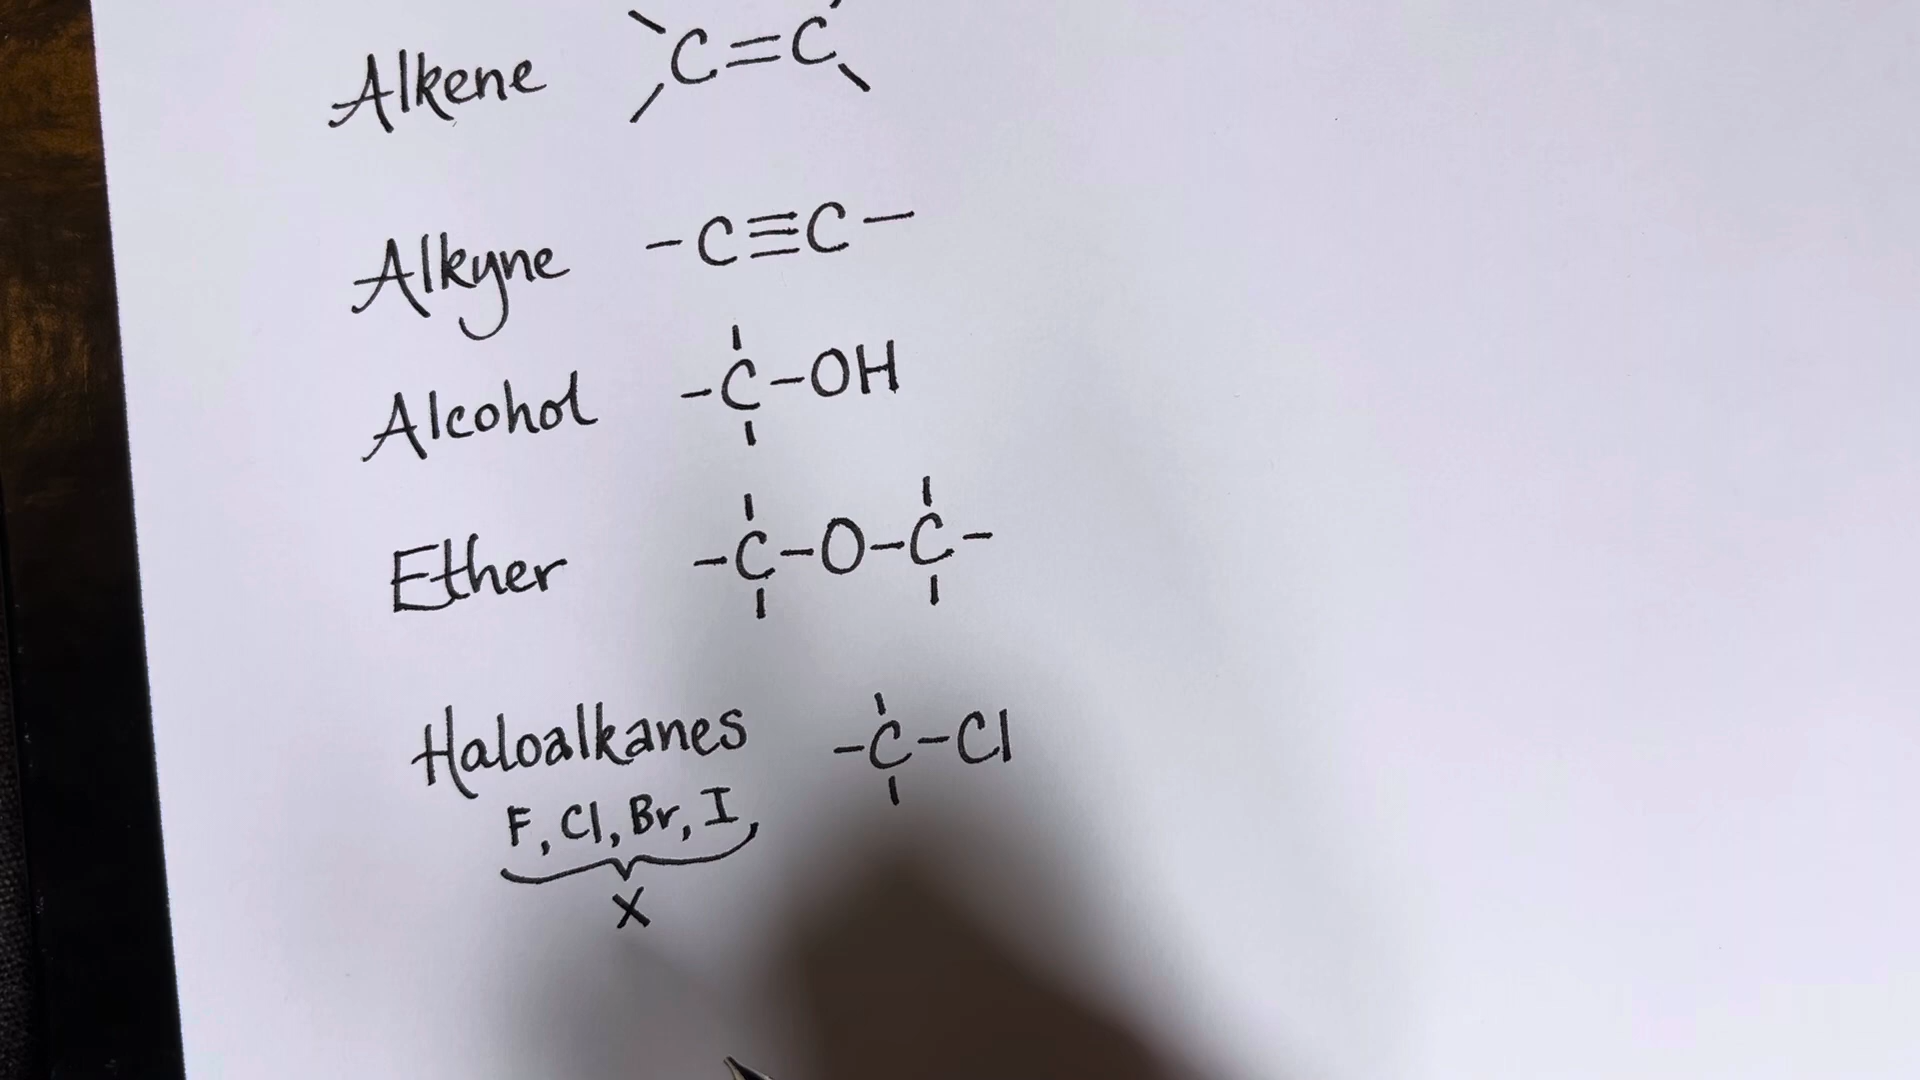 Alkene C=C
Alkyne -C≡C-
Alcohol -C-OH
Ether -C-O-C-
Haloalkanes -C-Cl
F, Cl, Br, I,
X